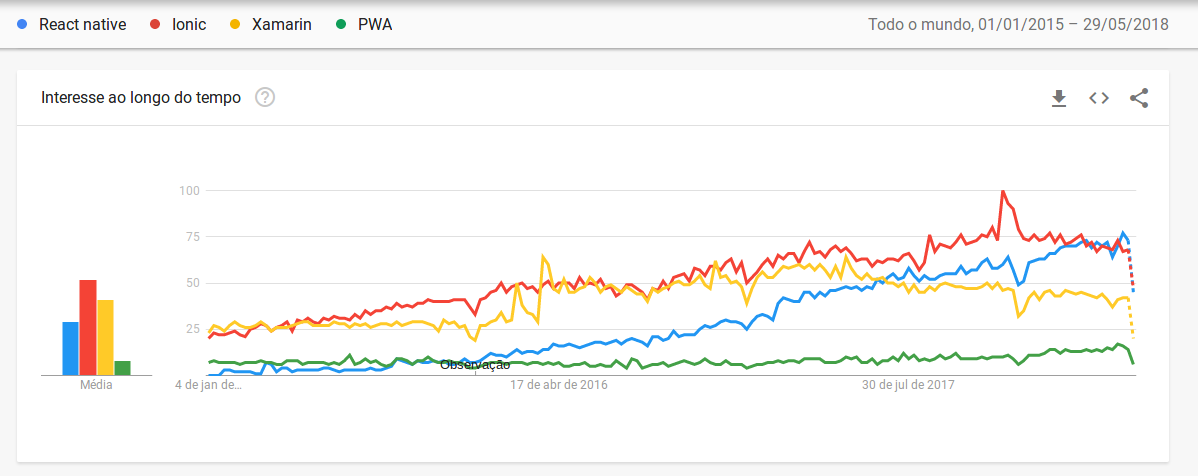 React native Ionic Xamarin PWA Todo o mundo, 01/01/2015 – 29/05/2018
Interesse ao longo do tempo ?
100
75
50
25
Observação
Média 4 de jan de... 17 de abr de 2016 30 de jul de 2017